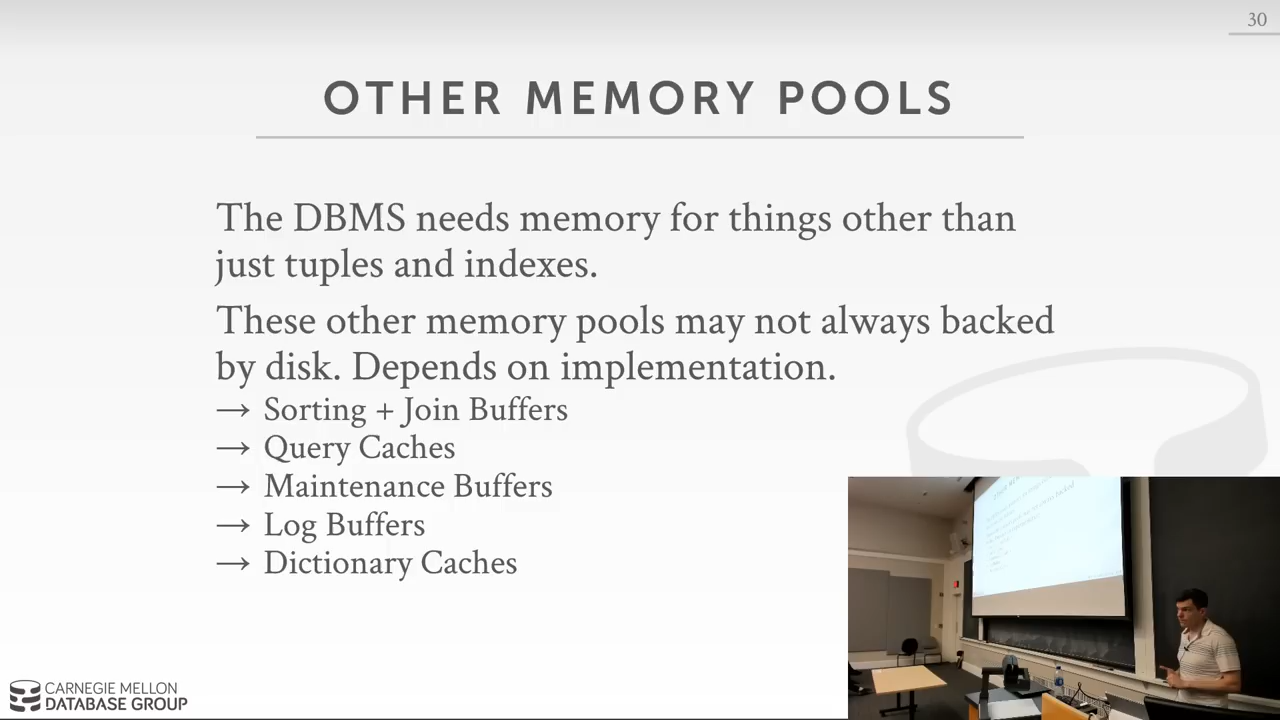 30
OTHER MEMORY POOLS
The DBMS needs memory for things other than
just tuples and indexes.
These other memory pools may not always backed
by disk. Depends on implementation.
→ Sorting + Join Buffers
→ Query Caches
→ Maintenance Buffers
→ Log Buffers
→ Dictionary Caches
CARNEGIE MELLON
DATABASE GROUP